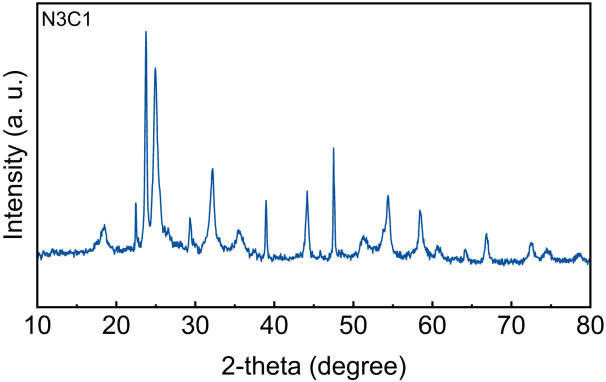 N3C1
Intensity (a. u.)
10 20 30 40 50 60 70 80
2-theta (degree)